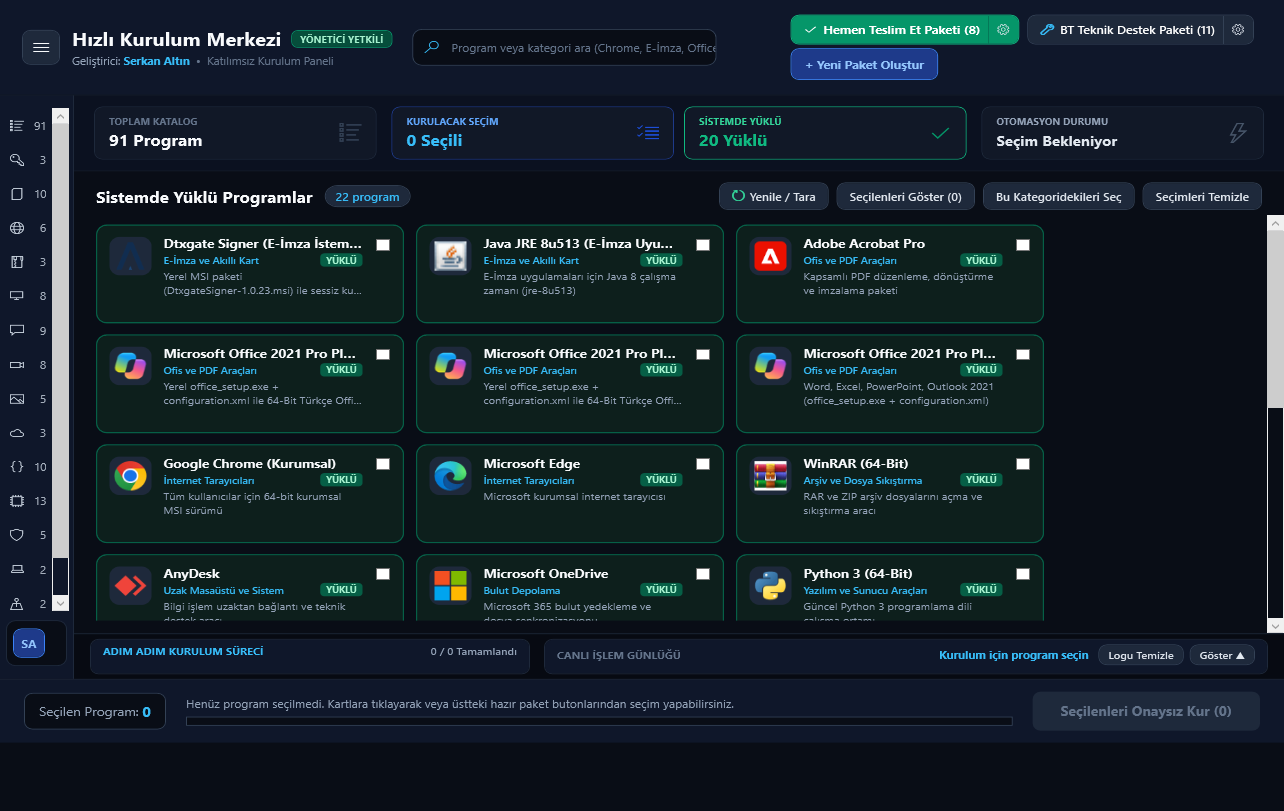 Hızlı Kurulum Merkezi
YÖNETİCİ YETKİLİ
Geliştirici: Serkan Altın • Katılımsız Kurulum Paneli
Program veya kategori ara (Chrome, E-İmza, Office
Hemen Teslim Et Paketi (8)
BT Teknik Destek Paketi (11)
+ Yeni Paket Oluştur
91
3
10
6
3
8
9
8
5
3
10
13
5
2
2
SA
TOPLAM KATALOG
91 Program
KURULACAK SEÇİM
0 Seçili
SİSTEMDE YÜKLÜ
20 Yüklü
OTOMASYON DURUMU
Seçim Bekleniyor
Sistemde Yüklü Programlar
22 program
Yenile / Tara
Seçilenleri Göster (0)
Bu Kategoridekileri Seç
Seçimleri Temizle
Dtxgate Signer (E-İmza İstem...
E-İmza ve Akıllı Kart
YÜKLÜ
Yerel MSI paketi
(DtxgateSigner-1.0.23.msi) ile sessiz ku...
Java JRE 8u513 (E-İmza Uyu...
E-İmza ve Akıllı Kart
YÜKLÜ
E-İmza uygulamaları için Java 8 çalışma
zamanı (jre-8u513)
Adobe Acrobat Pro
Ofis ve PDF Araçları
YÜKLÜ
Kapsamlı PDF düzenleme, dönüştürme
ve imzalama paketi
Microsoft Office 2021 Pro Pl...
Ofis ve PDF Araçları
YÜKLÜ
Yerel office_setup.exe +
configuration.xml ile 64-Bit Türkçe Offi...
Microsoft Office 2021 Pro Pl...
Ofis ve PDF Araçları
YÜKLÜ
Yerel office_setup.exe +
configuration.xml ile 64-Bit Türkçe Offi...
Microsoft Office 2021 Pro Pl...
Ofis ve PDF Araçları
YÜKLÜ
Word, Excel, PowerPoint, Outlook 2021
(office_setup.exe + configuration.xml)
Google Chrome (Kurumsal)
İnternet Tarayıcıları
YÜKLÜ
Tüm kullanıcılar için 64-bit kurumsal
MSI sürümü
Microsoft Edge
İnternet Tarayıcıları
YÜKLÜ
Microsoft kurumsal internet tarayıcısı
WinRAR (64-Bit)
Arşiv ve Dosya Sıkıştırma
YÜKLÜ
RAR ve ZIP arşiv dosyalarını açma ve
sıkıştırma aracı
AnyDesk
Uzak Masaüstü ve Sistem
YÜKLÜ
Bilgi işlem uzaktan bağlantı ve teknik
destek aracı
Microsoft OneDrive
Bulut Depolama
YÜKLÜ
Microsoft 365 bulut yedekleme ve
dosya senkronizasyonu
Python 3 (64-Bit)
Yazılım ve Sunucu Araçları
YÜKLÜ
Güncel Python 3 programlama dili
çalışma ortamı
ADIM ADIM KURULUM SÜRECİ
0 / 0 Tamamlandı
CANLI İŞLEM GÜNLÜĞÜ
Kurulum için program seçin
Logu Temizle
Göster ▲
Seçilen Program: 0
Henüz program seçilmedi. Kartlara tıklayarak veya üstteki hazır paket butonlarından seçim yapabilirsiniz.
Seçilenleri Onaysız Kur (0)